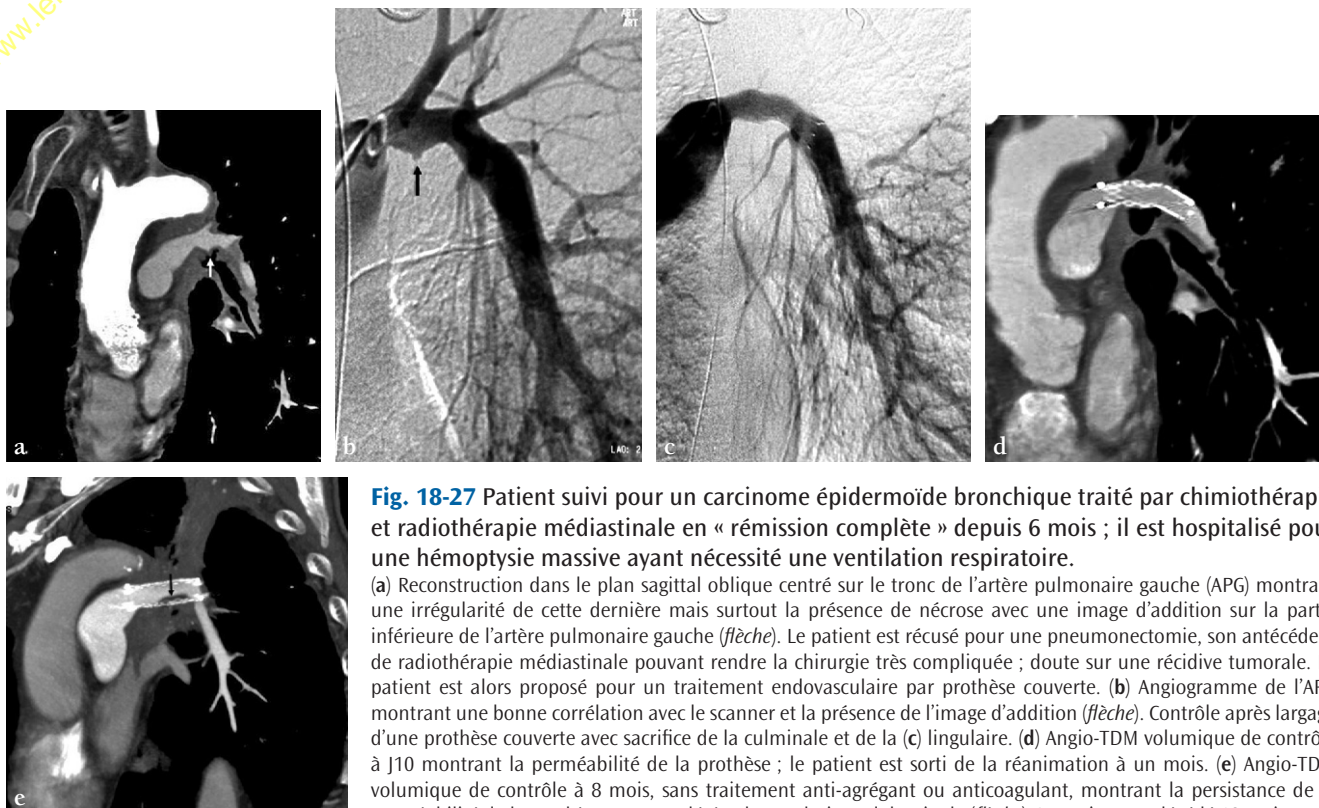 www.le
ART
ART
LAO: 2
a
b
c
d
e
Fig. 18-27 Patient suivi pour un carcinome épidermoïde bronchique traité par chimiothérap
et radiothérapie médiastinale en « rémission complète » depuis 6 mois ; il est hospitalisé pou
une hémoptysie massive ayant nécessité une ventilation respiratoire.
(a) Reconstruction dans le plan sagittal oblique centré sur le tronc de l'artère pulmonaire gauche (APG) montra
une irrégularité de cette dernière mais surtout la présence de nécrose avec une image d'addition sur la part
inférieure de l'artère pulmonaire gauche (flèche). Le patient est récusé pour une pneumonectomie, son antécéde
de radiothérapie médiastinale pouvant rendre la chirurgie très compliquée ; doute sur une récidive tumorale.
patient est alors proposé pour un traitement endovasculaire par prothèse couverte. (b) Angiogramme de l'AP
montrant une bonne corrélation avec le scanner et la présence de l'image d'addition (flèche). Contrôle après largag
d'une prothèse couverte avec sacrifice de la culminale et de la (c) lingulaire. (d) Angio-TDM volumique de contrô
à J10 montrant la perméabilité de la prothèse ; le patient est sorti de la réanimation à un mois. (e) Angio-TD
volumique de contrôle à 8 mois, sans traitement anti-agrégant ou anticoagulant, montrant la persistance de